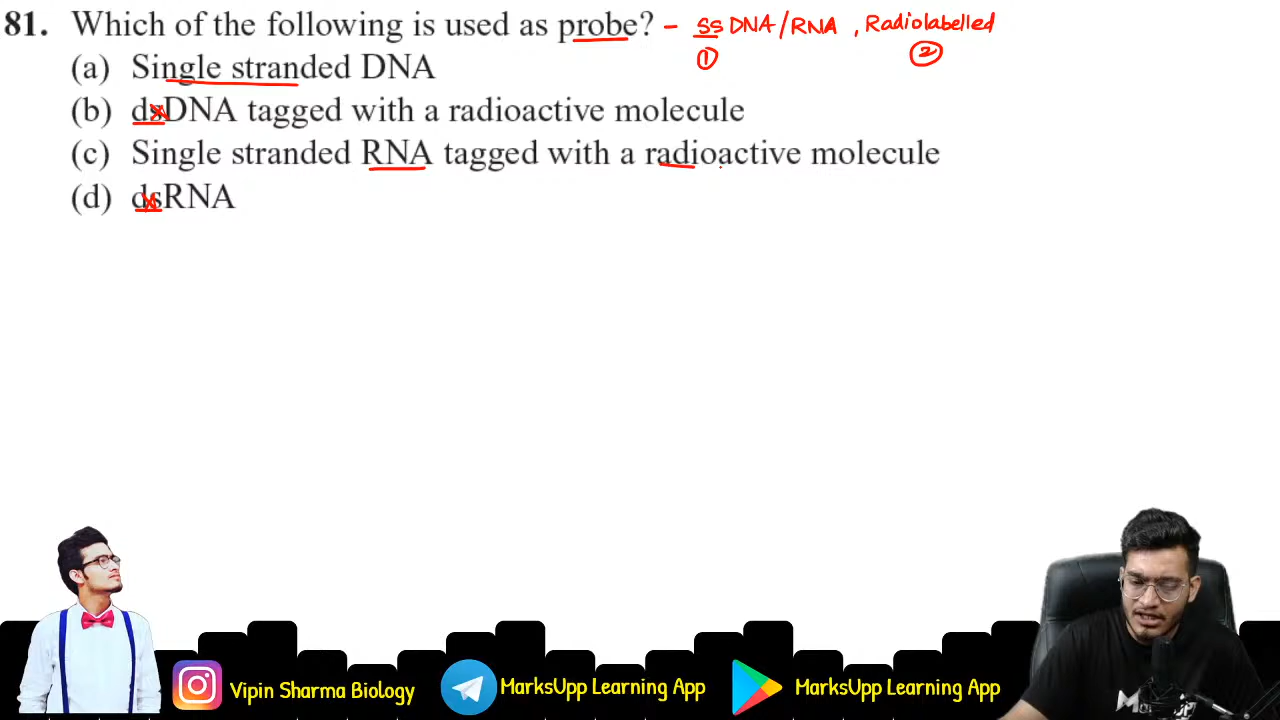 81. Which of the following is used as probe? - SS DNA/RNA , Radiolabelled
① ②
(a) Single stranded DNA
(b) dsDNA tagged with a radioactive molecule
(c) Single stranded RNA tagged with a radioactive molecule
(d) dsRNA
Vipin Sharma Biology MarksUpp Learning App MarksUpp Learning App